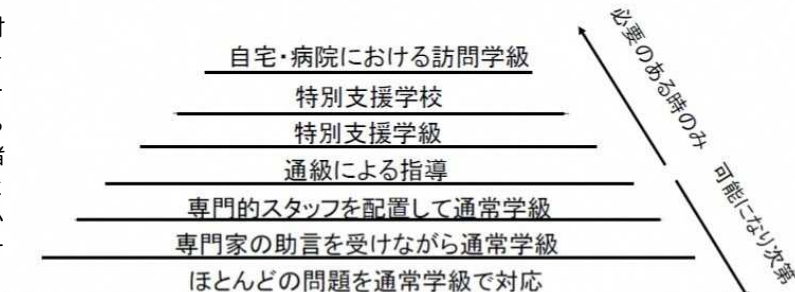 自宅・病院における訪問学級
特別支援学校
特別支援学級
通級による指導
専門的スタッフを配置して通常学級
専門家の助言を受けながら通常学級
ほとんどの問題を通常学級で対応
必要のある時のみ
可能になり次第